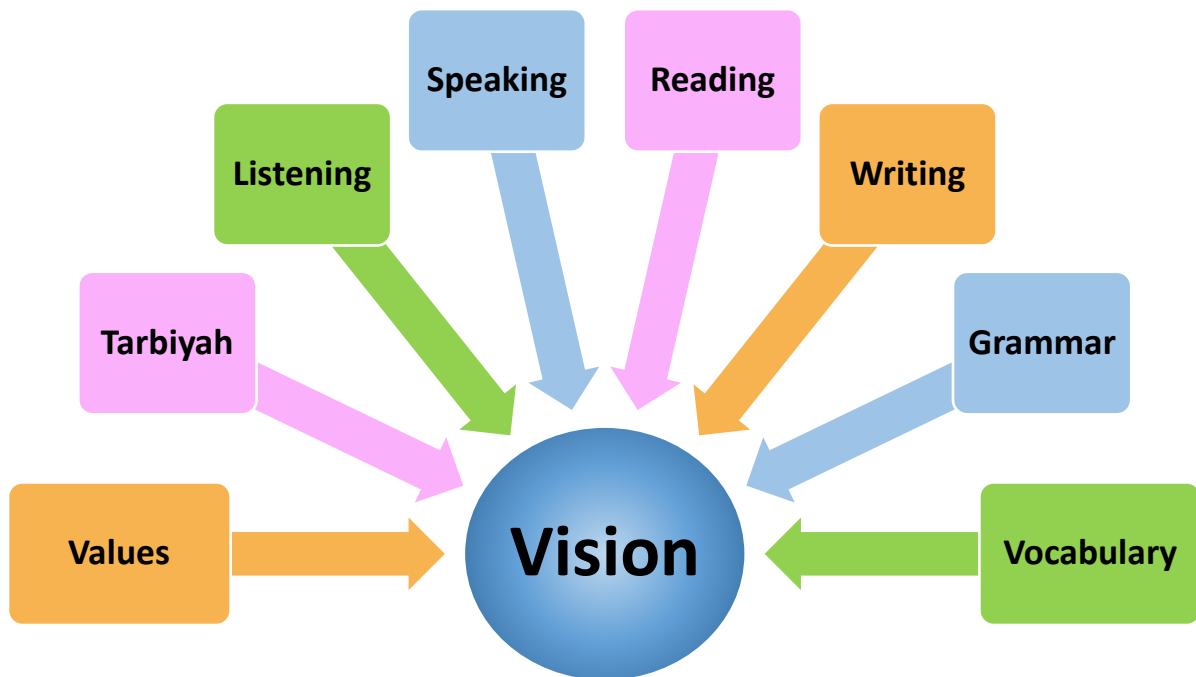 Speaking
Reading
Listening
Writing
Tarbiyah
Grammar
Values
Vision
Vocabulary